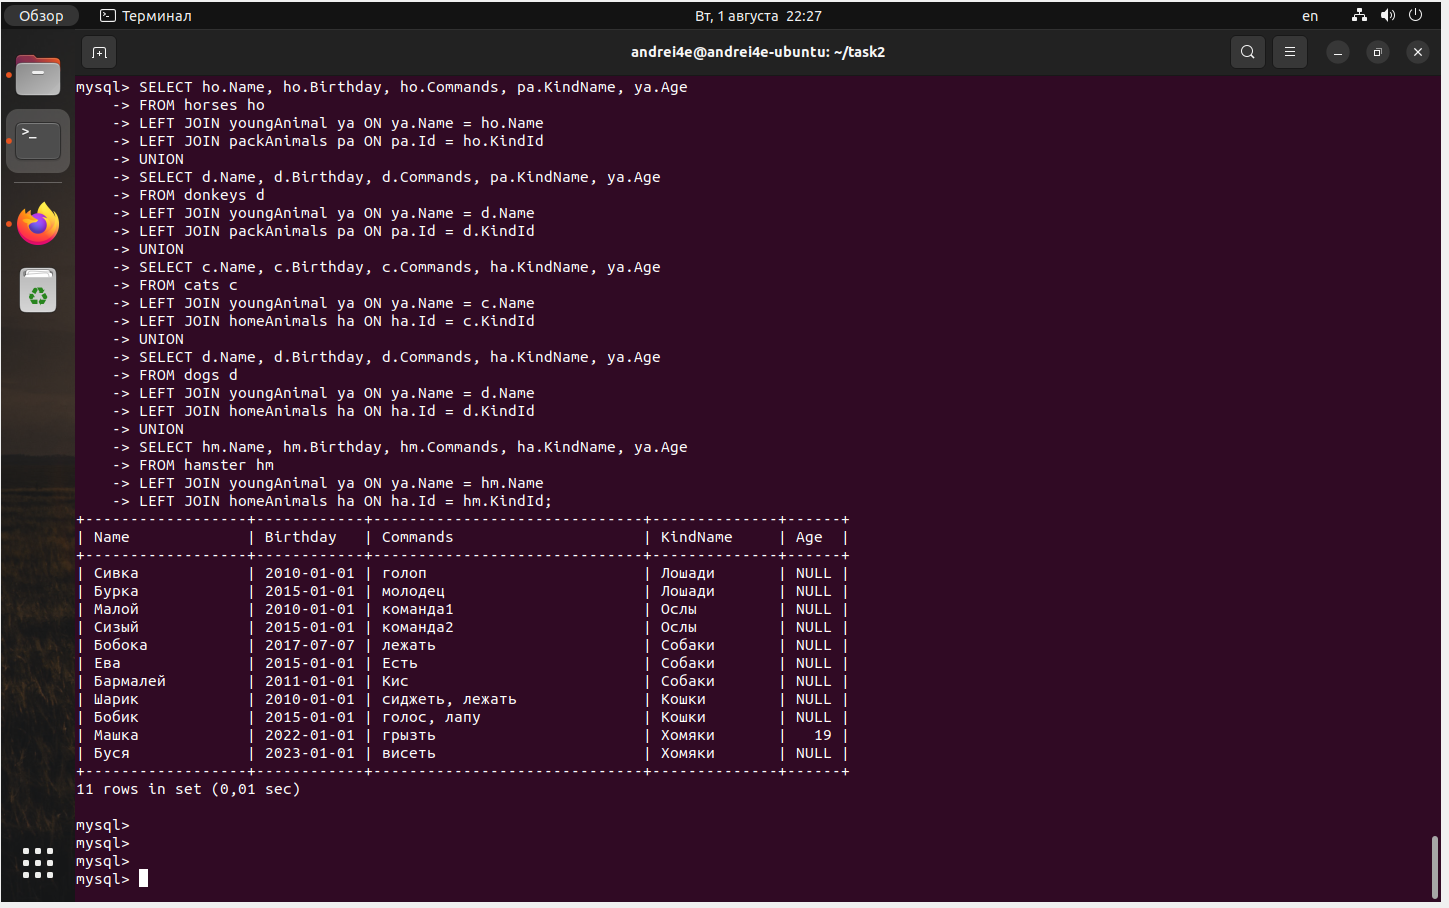 Обзор Терминал Вт, 1 августа 22:27 en
andrei4e@andrei4e-ubuntu: ~/task2
mysql> SELECT ho.Name, ho.Birthday, ho.Commands, pa.KindName, ya.Age
    -> FROM horses ho
    -> LEFT JOIN youngAnimal ya ON ya.Name = ho.Name
    -> LEFT JOIN packAnimals pa ON pa.Id = ho.KindId
    -> UNION
    -> SELECT d.Name, d.Birthday, d.Commands, pa.KindName, ya.Age
    -> FROM donkeys d
    -> LEFT JOIN youngAnimal ya ON ya.Name = d.Name
    -> LEFT JOIN packAnimals pa ON pa.Id = d.KindId
    -> UNION
    -> SELECT c.Name, c.Birthday, c.Commands, ha.KindName, ya.Age
    -> FROM cats c
    -> LEFT JOIN youngAnimal ya ON ya.Name = c.Name
    -> LEFT JOIN homeAnimals ha ON ha.Id = c.KindId
    -> UNION
    -> SELECT d.Name, d.Birthday, d.Commands, ha.KindName, ya.Age
    -> FROM dogs d
    -> LEFT JOIN youngAnimal ya ON ya.Name = d.Name
    -> LEFT JOIN homeAnimals ha ON ha.Id = d.KindId
    -> UNION
    -> SELECT hm.Name, hm.Birthday, hm.Commands, ha.KindName, ya.Age
    -> FROM hamster hm
    -> LEFT JOIN youngAnimal ya ON ya.Name = hm.Name
    -> LEFT JOIN homeAnimals ha ON ha.Id = hm.KindId;
+------------------+------------+------------------------------+--------------+------+
| Name             | Birthday   | Commands                     | KindName     | Age  |
+------------------+------------+------------------------------+--------------+------+
| Сивка            | 2010-01-01 | голоп                        | Лошади       | NULL |
| Бурка            | 2015-01-01 | молодец                      | Лошади       | NULL |
| Малой            | 2010-01-01 | команда1                     | Ослы         | NULL |
| Сизый            | 2015-01-01 | команда2                     | Ослы         | NULL |
| Бобока           | 2017-07-07 | лежать                       | Собаки       | NULL |
| Ева              | 2015-01-01 | Есть                         | Собаки       | NULL |
| Бармалей         | 2011-01-01 | Кис                          | Собаки       | NULL |
| Шарик            | 2010-01-01 | сиджеть, лежать              | Кошки        | NULL |
| Бобик            | 2015-01-01 | голос, лапу                  | Кошки        | NULL |
| Машка            | 2022-01-01 | грызть                       | Хомяки       |   19 |
| Буся             | 2023-01-01 | висеть                       | Хомяки       | NULL |
+------------------+------------+------------------------------+--------------+------+
11 rows in set (0,01 sec)
mysql>
mysql>
mysql>
mysql>